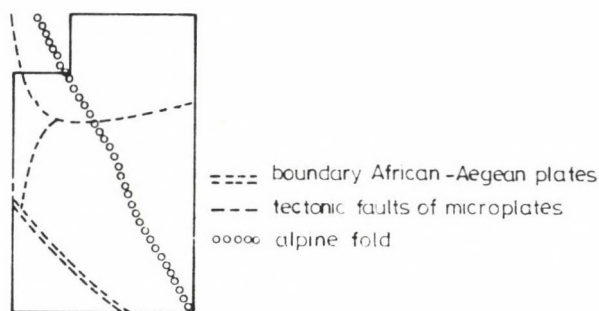 boundary African-Aegean plates
tectonic faults of microplates
alpine fold